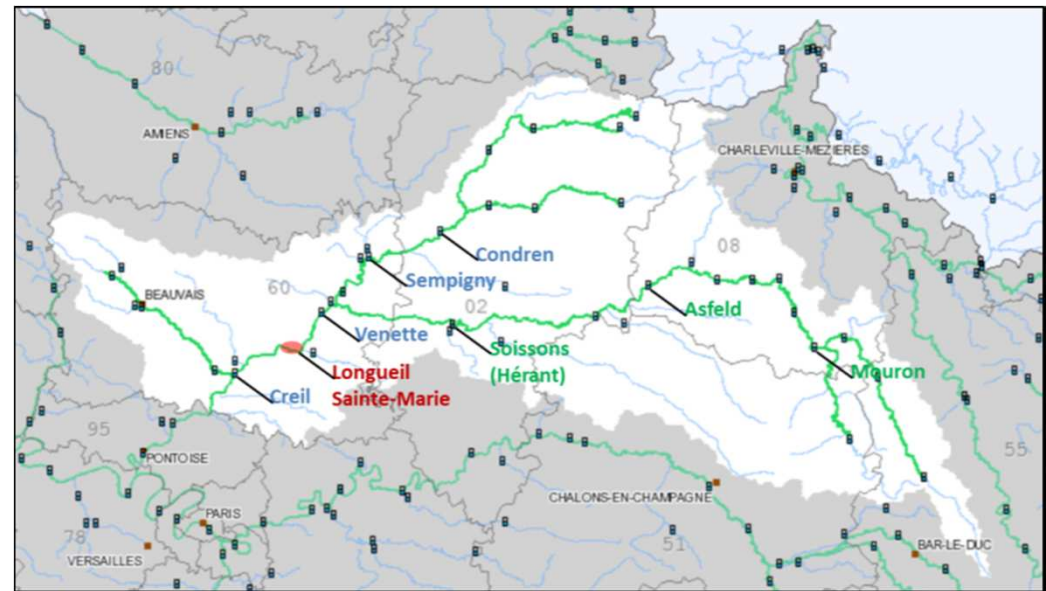 80
AMIENS
CHARLEVILLE-MEZIERES
Condren
08
Sempigny
60
BEAUVAIS
02
Asfeld
Venette
Soissons
(Hérant)
Longueil
Sainte-Marie
Mouron
Creil
95
55
PONTOISE
CHALONS-EN-CHAMPAGNE
PARIS
78
VERSAILLES
51
BAR-LE-DUC